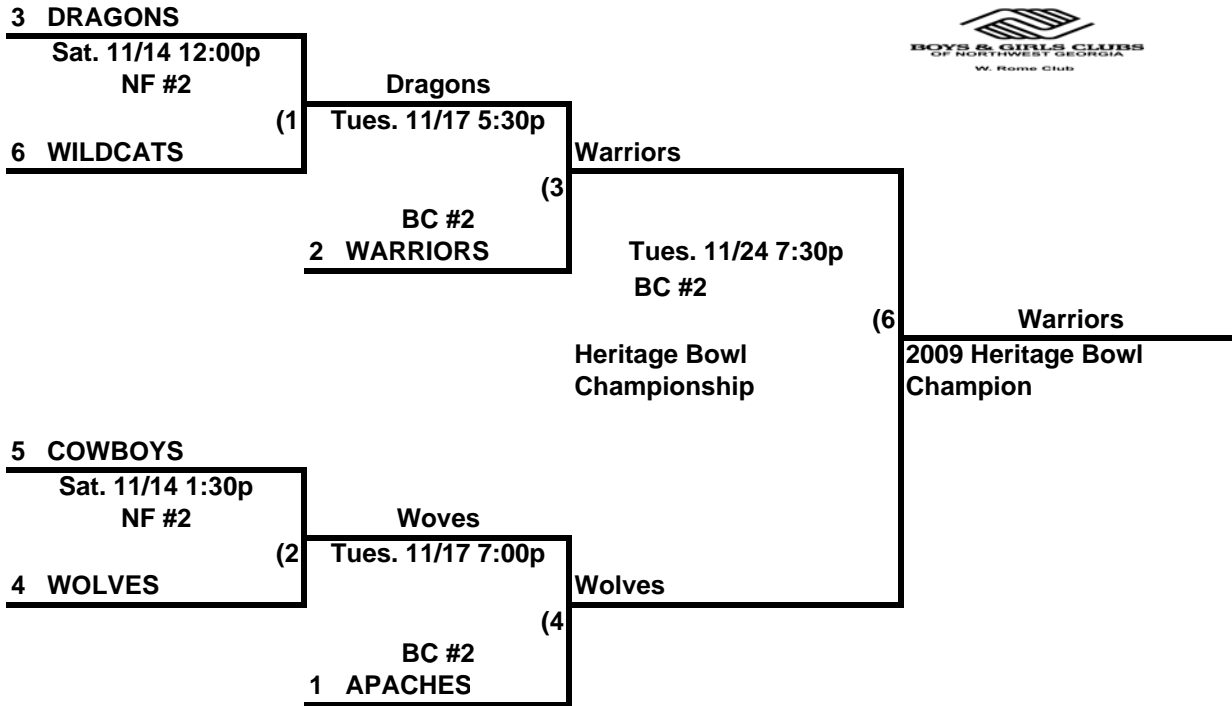 3 DRAGONS
BOYS & GIRLS CLUBS
OF NORTHWEST GEORGIA
W. Rome Club
Sat. 11/14 12:00p
NF #2
Dragons
(1
Tues. 11/17 5:30p
6 WILDCATS
Warriors
(3
BC #2
2 WARRIORS
Tues. 11/24 7:30p
BC #2
(6
Warriors
Heritage Bowl
Championship
2009 Heritage Bowl
Champion
5 COWBOYS
Sat. 11/14 1:30p
NF #2
Woves
(2
Tues. 11/17 7:00p
4 WOLVES
Wolves
(4
BC #2
1 APACHES